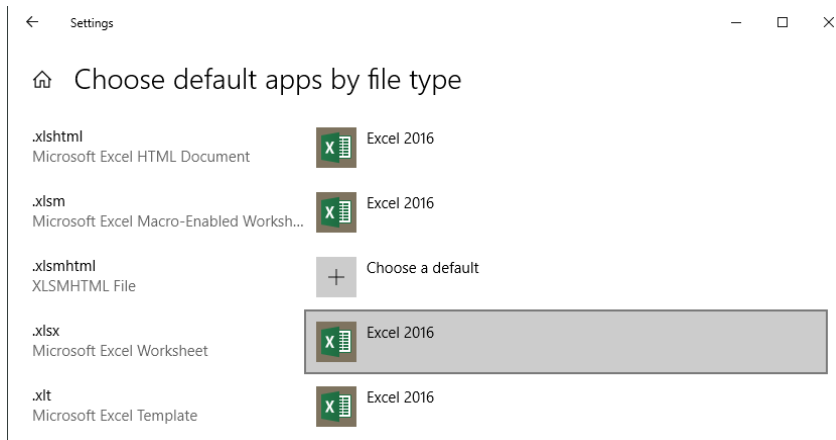 Settings
Choose default apps by file type
.xlshtml
Microsoft Excel HTML Document
Excel 2016
.xlsm
Microsoft Excel Macro-Enabled Worksh...
Excel 2016
.xlsmhtml
XLSMHTML File
Choose a default
.xlsx
Microsoft Excel Worksheet
Excel 2016
.xlt
Microsoft Excel Template
Excel 2016